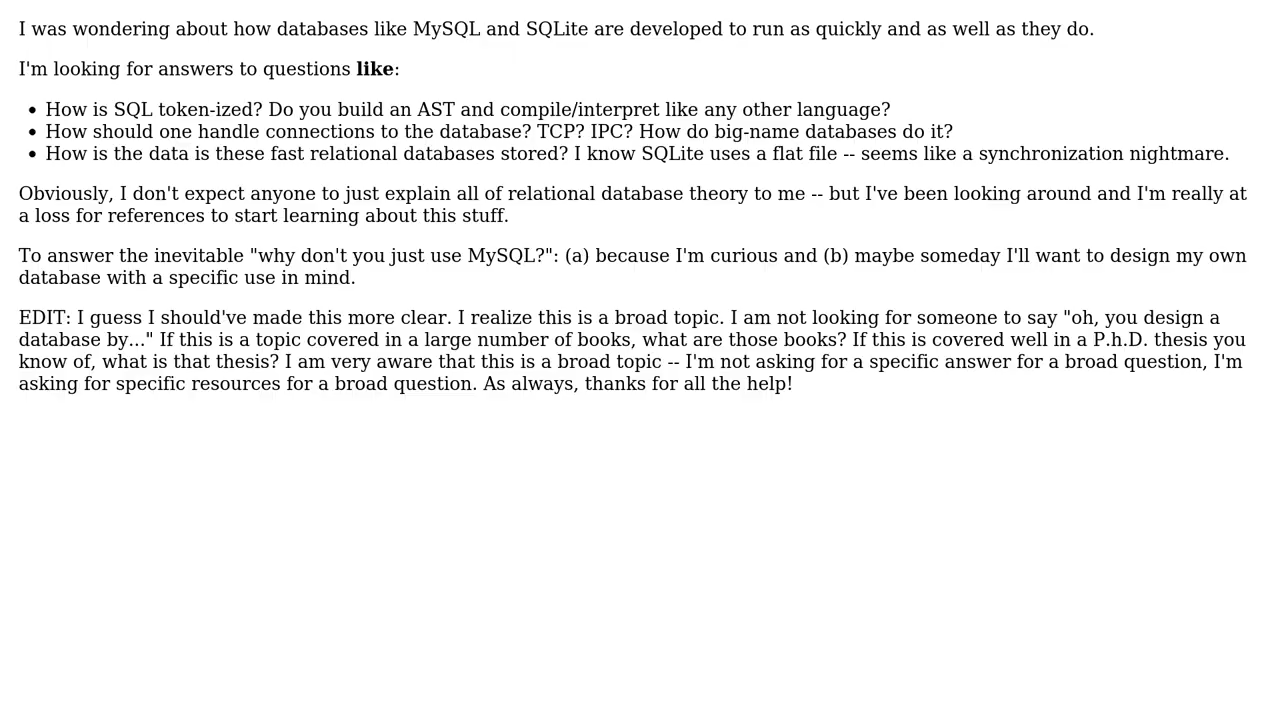 I was wondering about how databases like MySQL and SQLite are developed to run as quickly and as well as they do.
I'm looking for answers to questions like:
• How is SQL token-ized? Do you build an AST and compile/interpret like any other language?
• How should one handle connections to the database? TCP? IPC? How do big-name databases do it?
• How is the data is these fast relational databases stored? I know SQLite uses a flat file -- seems like a synchronization nightmare.
Obviously, I don't expect anyone to just explain all of relational database theory to me -- but I've been looking around and I'm really at
a loss for references to start learning about this stuff.
To answer the inevitable "why don't you just use MySQL?": (a) because I'm curious and (b) maybe someday I'll want to design my own
database with a specific use in mind.
EDIT: I guess I should've made this more clear. I realize this is a broad topic. I am not looking for someone to say "oh, you design a
database by..." If this is a topic covered in a large number of books, what are those books? If this is covered well in a P.h.D. thesis you
know of, what is that thesis? I am very aware that this is a broad topic -- I'm not asking for a specific answer for a broad question, I'm
asking for specific resources for a broad question. As always, thanks for all the help!